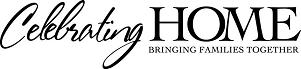 Celebrating HOME
BRINGING FAMILIES TOGETHER